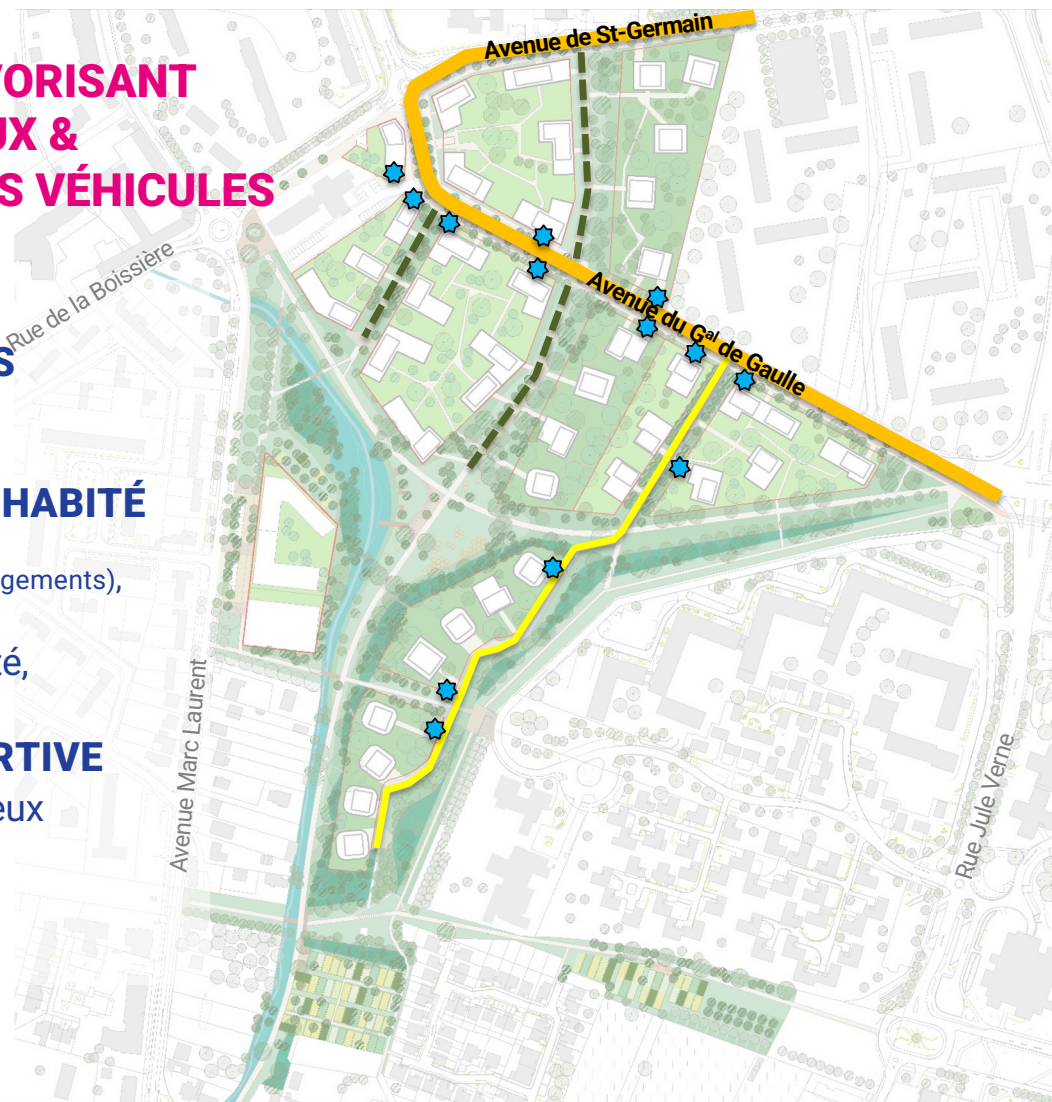 VORISANT
UX &
S VÉHICULES
S
HABITÉ
gements),
té,
RTIVE
eux
Avenue de St-Germain
Rue de la Boissière
Avenue du Gal de Gaulle
Avenue Marc Laurent
Rue Jule Verne